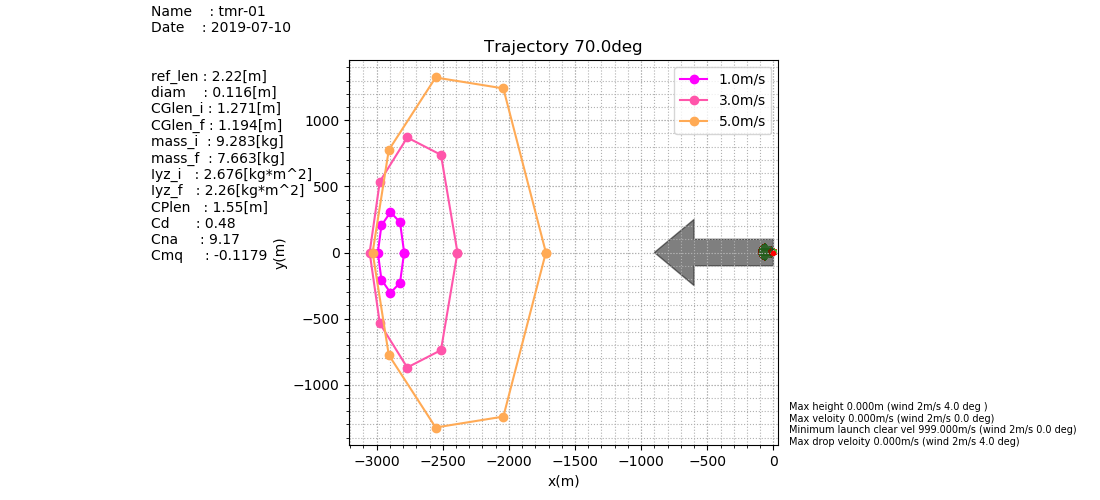 Name : tmr-01
Date : 2019-07-10
ref_len : 2.22[m]
diam : 0.116[m]
CGlen_i : 1.271[m]
CGlen_f : 1.194[m]
mass_i : 9.283[kg]
mass_f : 7.663[kg]
Iyz_i : 2.676[kg*m^2]
Iyz_f : 2.26[kg*m^2]
CPlen : 1.55[m]
Cd : 0.48
Cna : 9.17
Cmq : -0.1179
Trajectory 70.0deg
1.0m/s
3.0m/s
5.0m/s
y(m)
1000
500
0
−500
−1000
−3000 −2500 −2000 −1500 −1000 −500 0
x(m)
Max height 0.000m (wind 2m/s 4.0 deg )
Max veloity 0.000m/s (wind 2m/s 0.0 deg)
Minimum launch clear vel 999.000m/s (wind 2m/s 0.0 deg)
Max drop veloity 0.000m/s (wind 2m/s 4.0 deg)